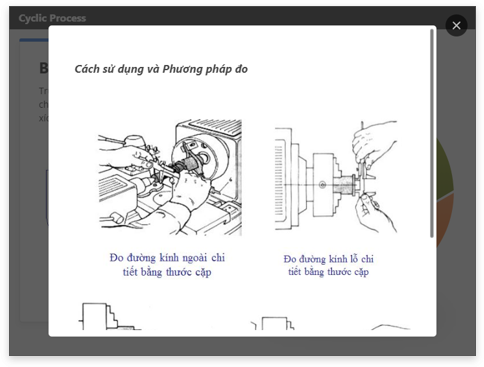 Cyclic Process
B
Cách sử dụng và Phương pháp đo
Đo đường kính ngoài chi
tiết bằng thước cặp
Đo đường kính lỗ chi
tiết bằng thước cặp